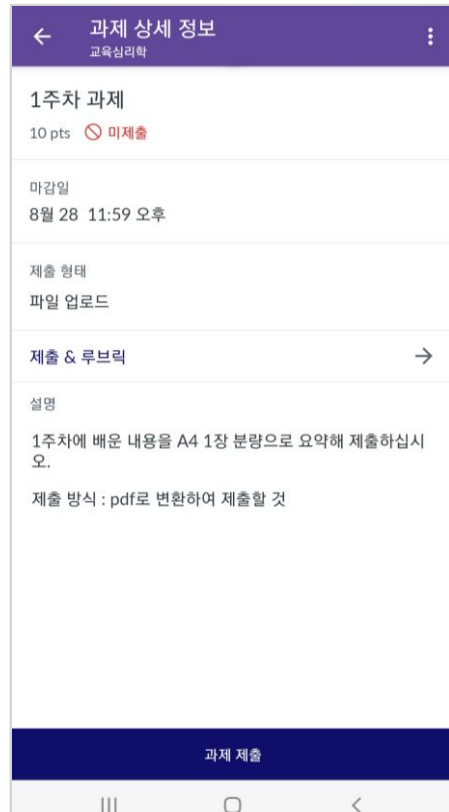 과제 상세 정보
교육심리학
1주차 과제
10 pts 미제출
마감일
8월 28 11:59 오후
제출 형태
파일 업로드
제출 & 루브릭
설명
1주차에 배운 내용을 A4 1장 분량으로 요약해 제출하십시
오.
제출 방식 : pdf로 변환하여 제출할 것
과제 제출